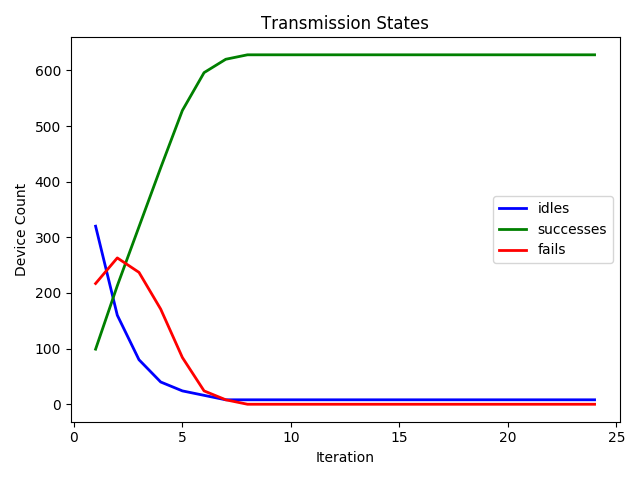 Transmission States
Device Count
600
500
400
300
200
100
0
idles
successes
fails
0 5 10 15 20 25
Iteration